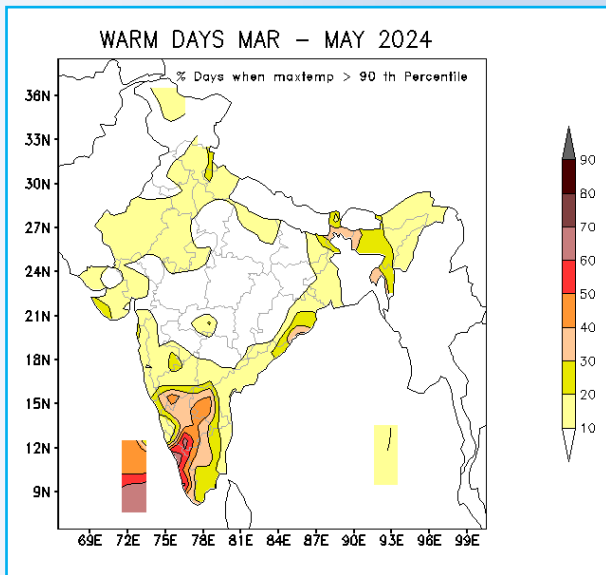 WARM DAYS MAR – MAY 2024
% Days when maxtemp > 90 th Percentile
36N
33N
30N
27N
24N
21N
18N
15N
12N
9N
69E 72E 75E 78E 81E 84E 87E 90E 93E 96E 99E
90
80
70
60
50
40
30
20
10